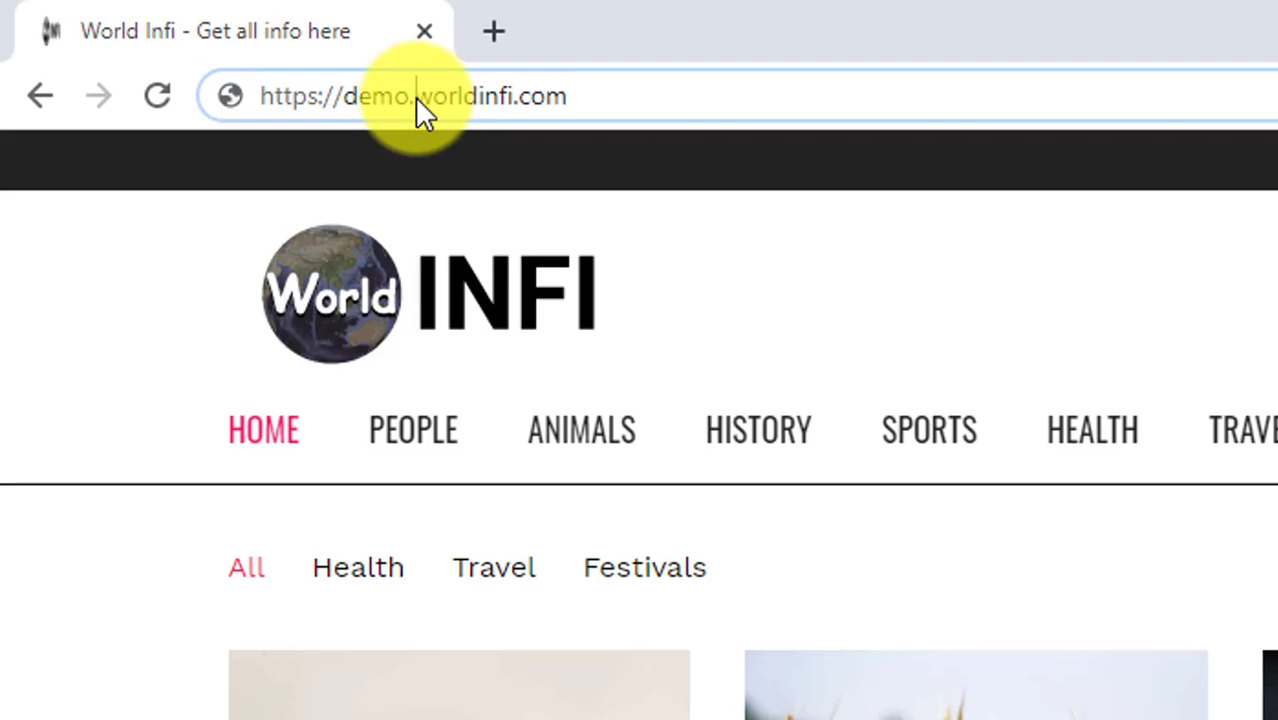 World Infi - Get all info here
https://demo.worldinfi.com
World INFI
HOME PEOPLE ANIMALS HISTORY SPORTS HEALTH TRAVE
All Health Travel Festivals